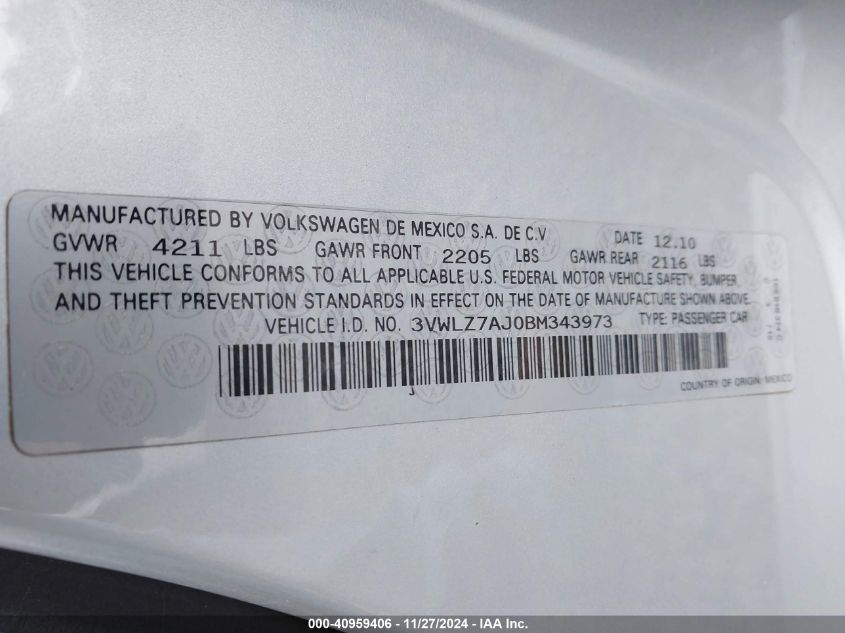 MANUFACTURED BY VOLKSWAGEN DE MEXICO S.A. DE C.V DATE 12.10
GVWR 4211 LBS GAWR FRONT 2205 LBS GAWR REAR 2116 LBS
THIS VEHICLE CONFORMS TO ALL APPLICABLE U.S. FEDERAL MOTOR VEHICLE SAFETY, BUMPER,
AND THEFT PREVENTION STANDARDS IN EFFECT ON THE DATE OF MANUFACTURE SHOWN ABOVE.
VEHICLE I.D. NO. 3VWLZ7AJ0BM343973 TYPE: PASSENGER CAR
J
COUNTRY OF ORIGIN: MEXICO
000-40959406 - 11/27/2024 - IAA Inc.